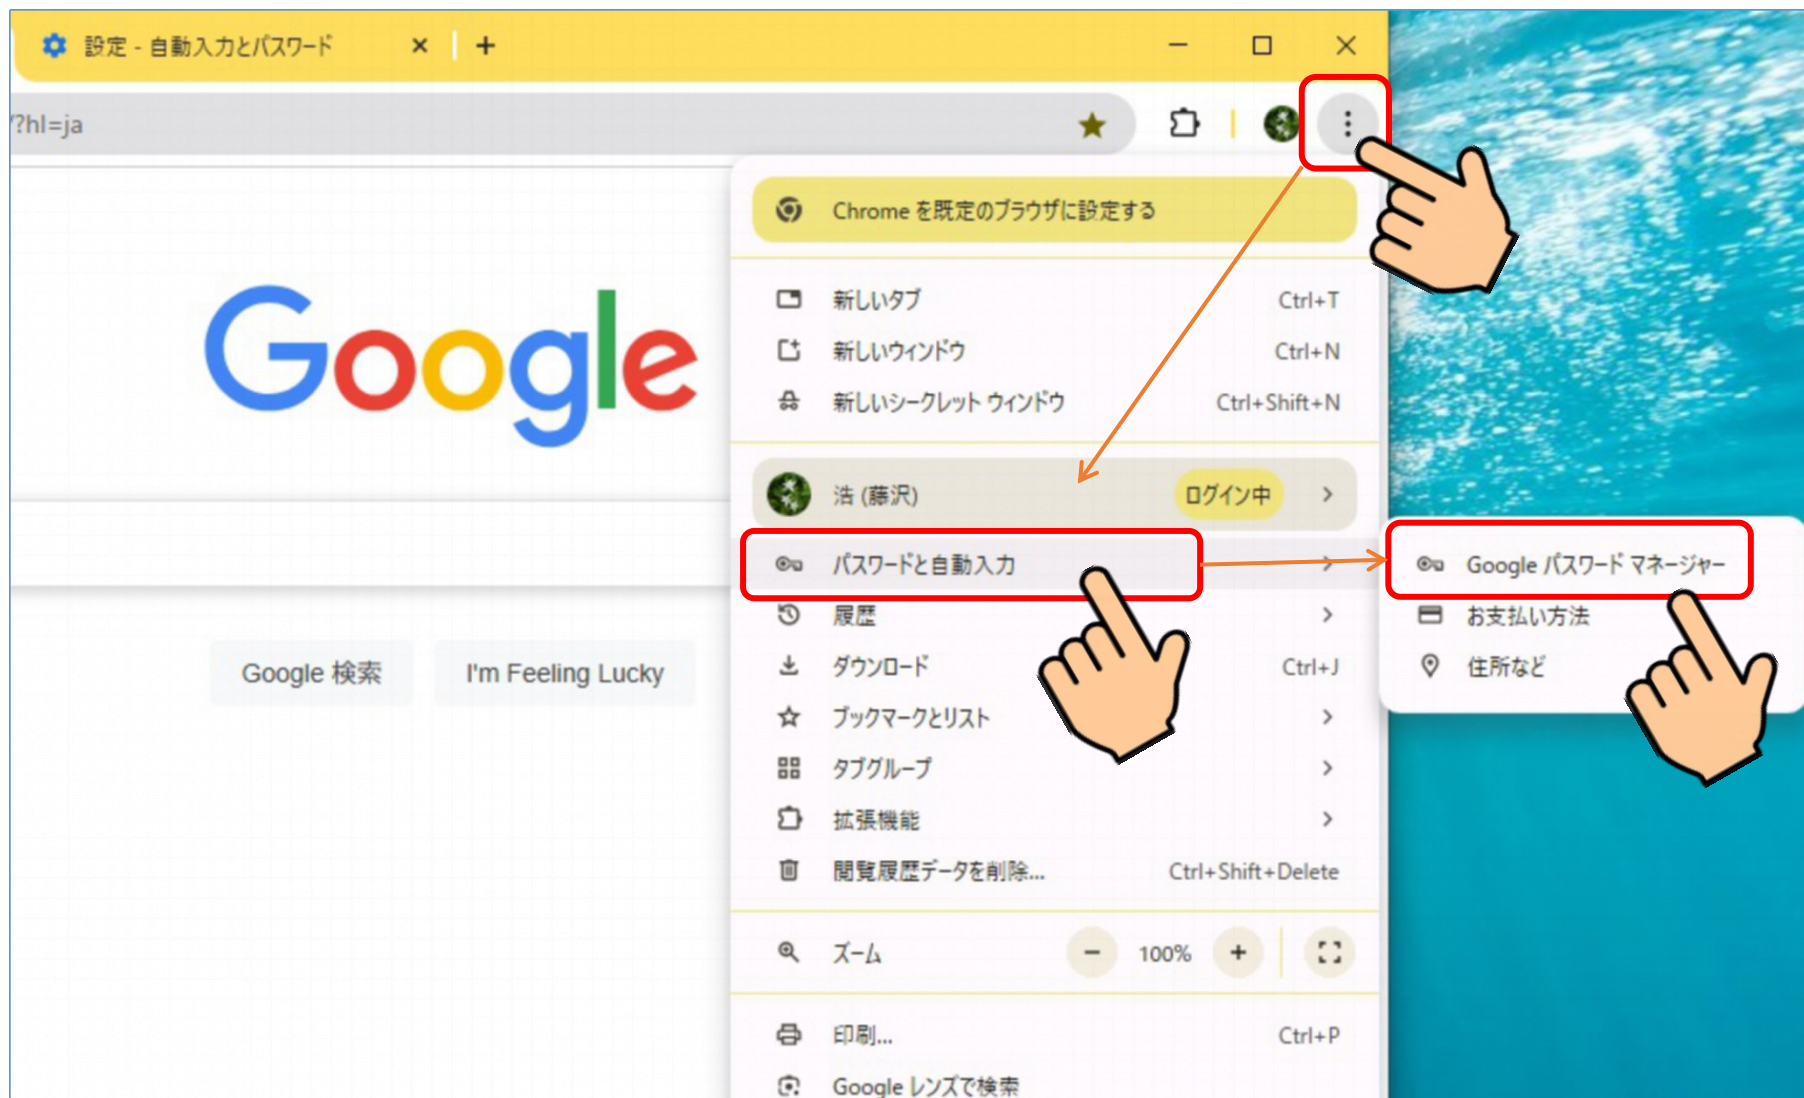 設定 - 自動入力とパスワード
/?hl=ja
Chrome を既定のブラウザに設定する
新しいタブ Ctrl+T
新しいウィンドウ Ctrl+N
新しいシークレット ウィンドウ Ctrl+Shift+N
Google
浩 (藤沢) ログイン中
パスワードと自動入力
Google パスワード マネージャー
履歴
お支払い方法
ダウンロード Ctrl+J
住所など
Google 検索 I'm Feeling Lucky
ブックマークとリスト
タブグループ
拡張機能
閲覧履歴データを削除... Ctrl+Shift+Delete
ズーム - 100% +
印刷... Ctrl+P
Google レンズで検索